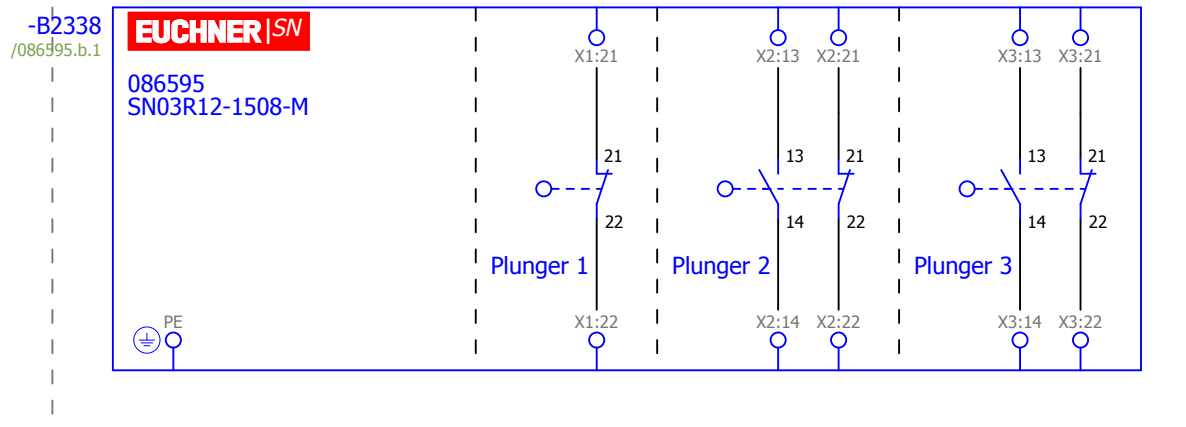 -B2338
/086595.b.1
EUCHNER|SN
086595
SN03R12-1508-M
X1:21
X2:13 X2:21
X3:13 X3:21
21
13 21
13 21
22
14 22
14 22
Plunger 1
Plunger 2
Plunger 3
PE
X1:22
X2:14 X2:22
X3:14 X3:22